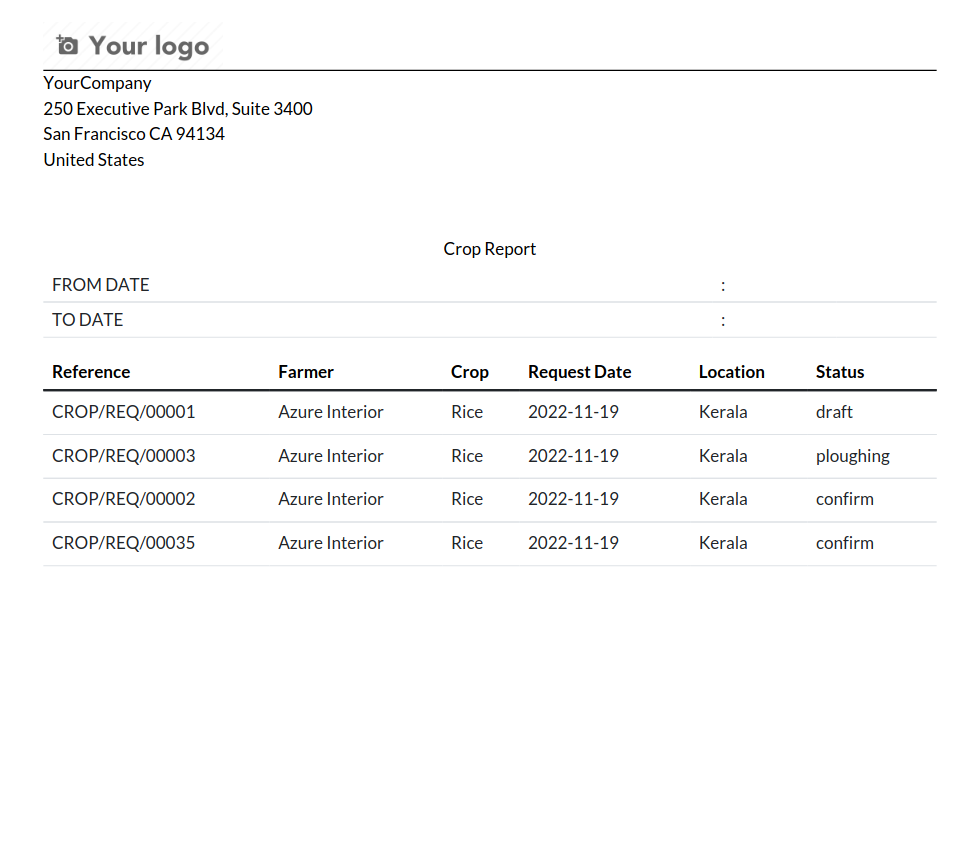 Your logo
YourCompany
250 Executive Park Blvd, Suite 3400
San Francisco CA 94134
United States
Crop Report
FROM DATE :
TO DATE :
Reference Farmer Crop Request Date Location Status
CROP/REQ/00001 Azure Interior Rice 2022-11-19 Kerala draft
CROP/REQ/00003 Azure Interior Rice 2022-11-19 Kerala ploughing
CROP/REQ/00002 Azure Interior Rice 2022-11-19 Kerala confirm
CROP/REQ/00035 Azure Interior Rice 2022-11-19 Kerala confirm